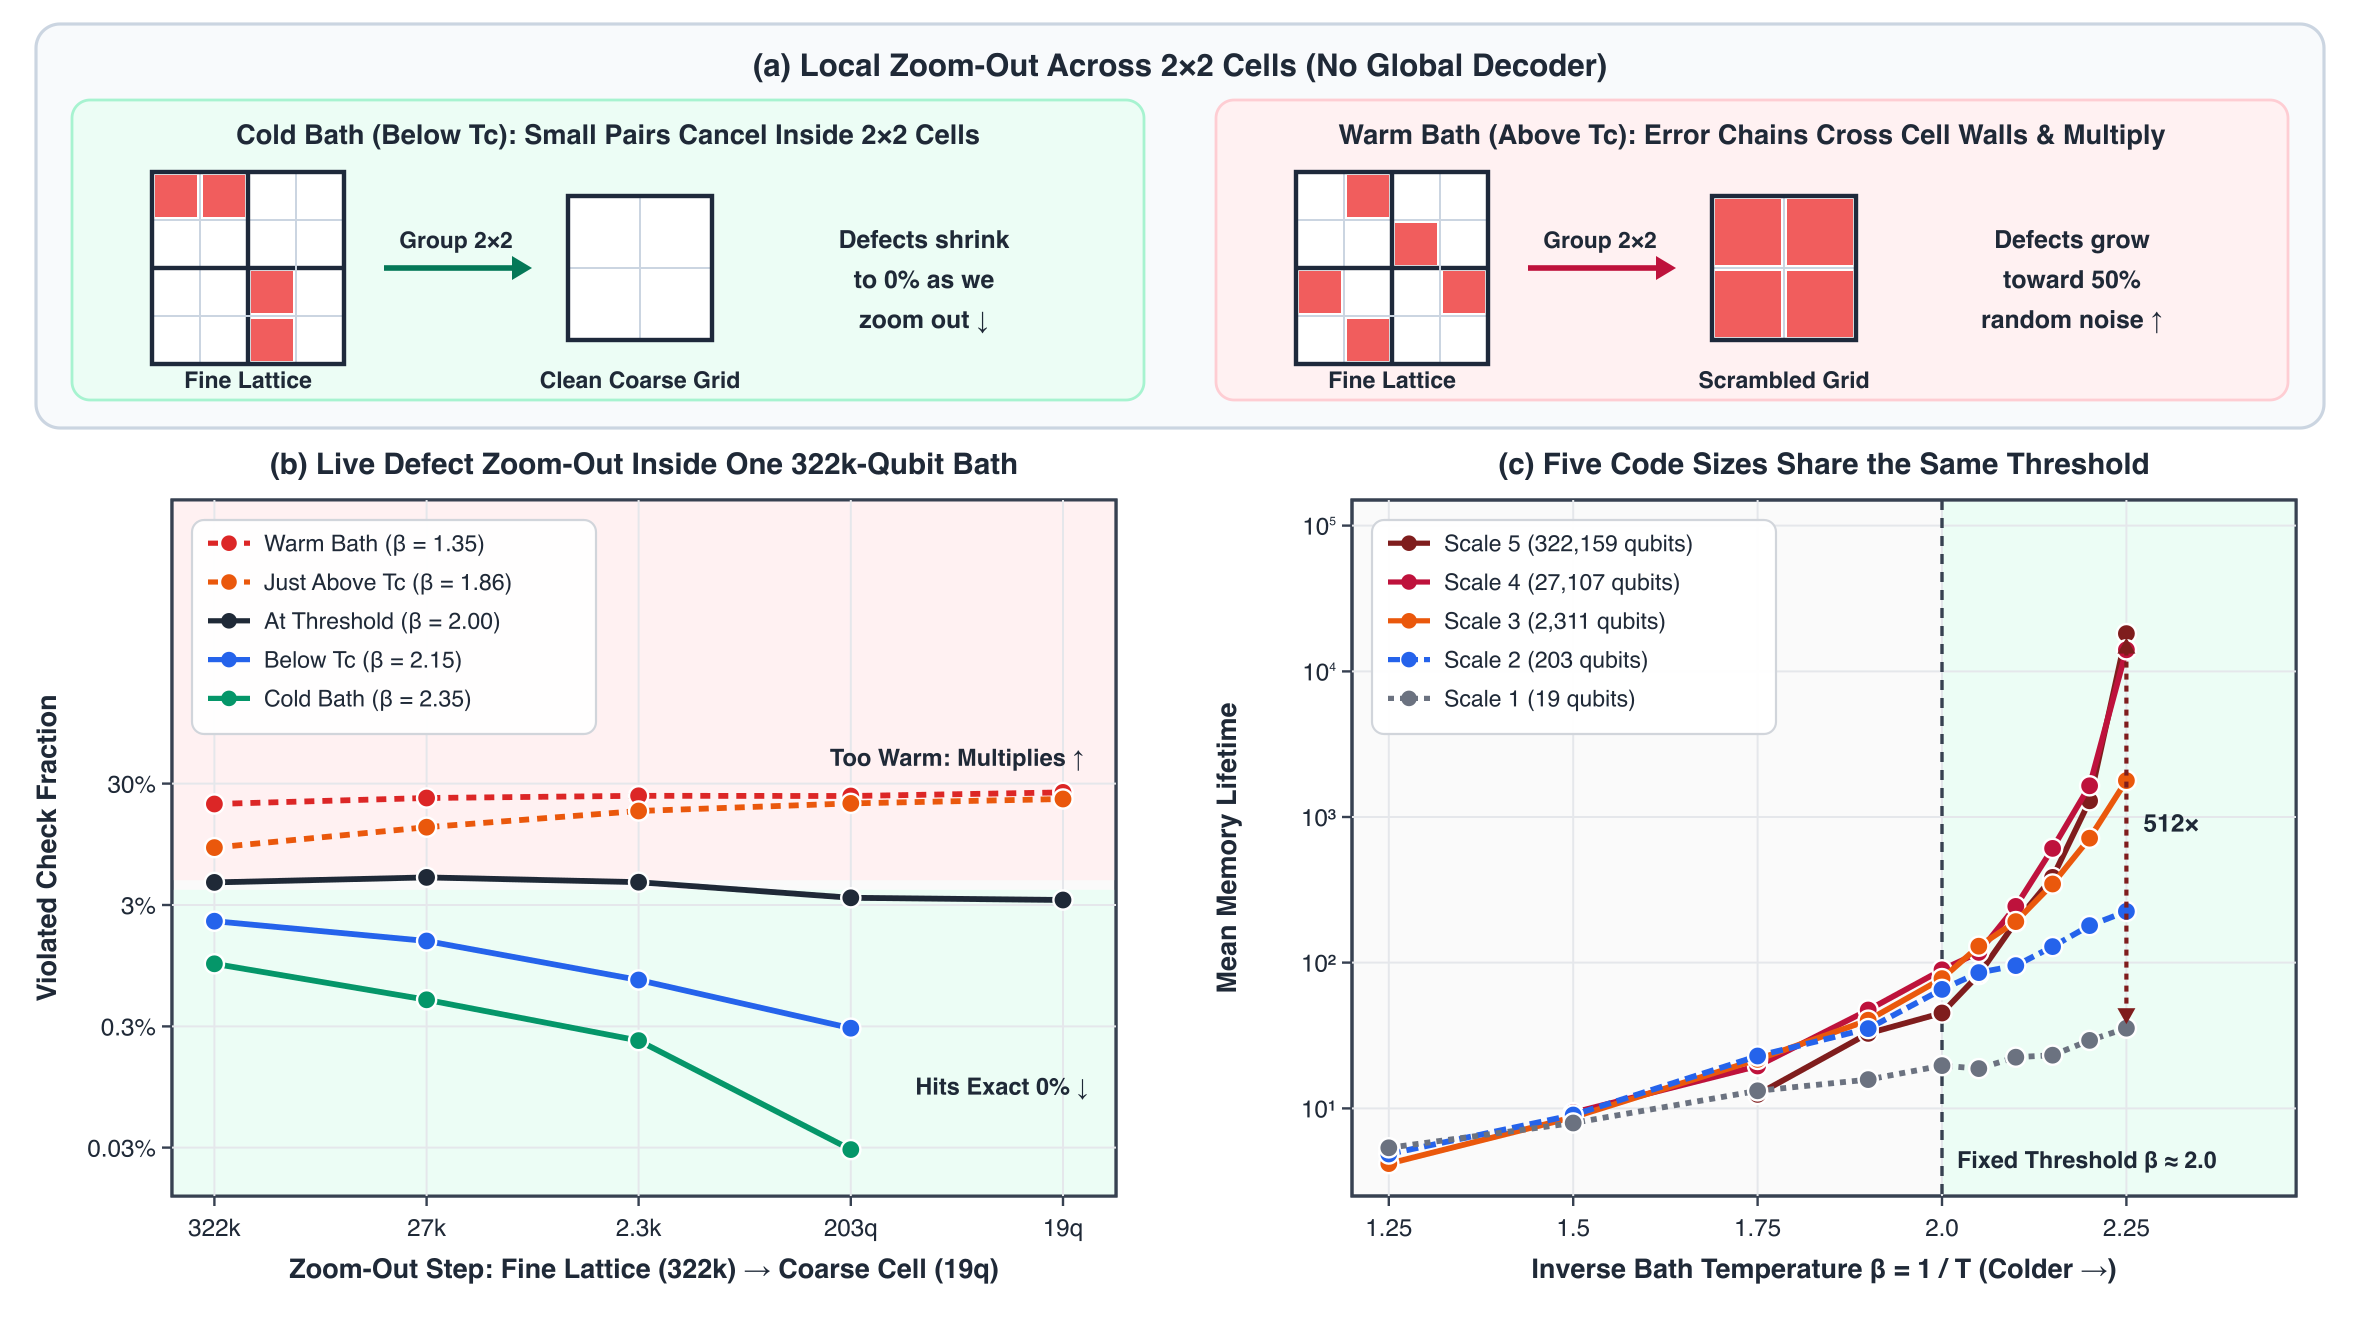 (a) Local Zoom-Out Across 2×2 Cells (No Global Decoder)
Cold Bath (Below Tc): Small Pairs Cancel Inside 2×2 Cells
Group 2×2
Defects shrink
to 0% as we
zoom out ↓
Fine Lattice
Clean Coarse Grid
Warm Bath (Above Tc): Error Chains Cross Cell Walls & Multiply
Group 2×2
Defects grow
toward 50%
random noise ↑
Fine Lattice
Scrambled Grid
(b) Live Defect Zoom-Out Inside One 322k-Qubit Bath
Warm Bath (β = 1.35)
Just Above Tc (β = 1.86)
At Threshold (β = 2.00)
Below Tc (β = 2.15)
Cold Bath (β = 2.35)
Too Warm: Multiplies ↑
Hits Exact 0% ↓
Violated Check Fraction
30%
3%
0.3%
0.03%
322k
27k
2.3k
203q
19q
Zoom-Out Step: Fine Lattice (322k) → Coarse Cell (19q)
(c) Five Code Sizes Share the Same Threshold
Scale 5 (322,159 qubits)
Scale 4 (27,107 qubits)
Scale 3 (2,311 qubits)
Scale 2 (203 qubits)
Scale 1 (19 qubits)
512×
Fixed Threshold β ≈ 2.0
Mean Memory Lifetime
10⁵
10⁴
10³
10²
10¹
1.25
1.5
1.75
2.0
2.25
Inverse Bath Temperature β = 1 / T (Colder →)